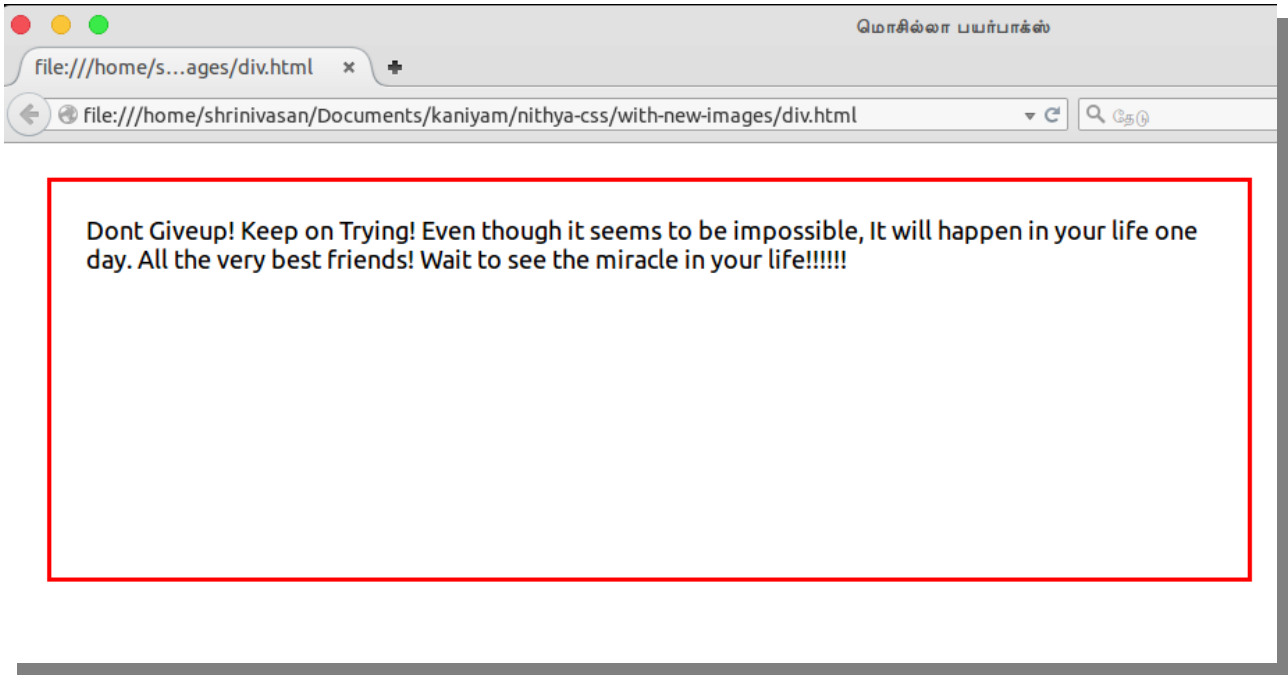 மொசில்லா பயர்பாக்ஸ்
file:///home/s...ages/div.html
file:///home/shrinivasan/Documents/kaniyam/nithya-css/with-new-images/div.html
தேடு
Dont Giveup! Keep on Trying! Even though it seems to be impossible, It will happen in your life one
day. All the very best friends! Wait to see the miracle in your life!!!!!!